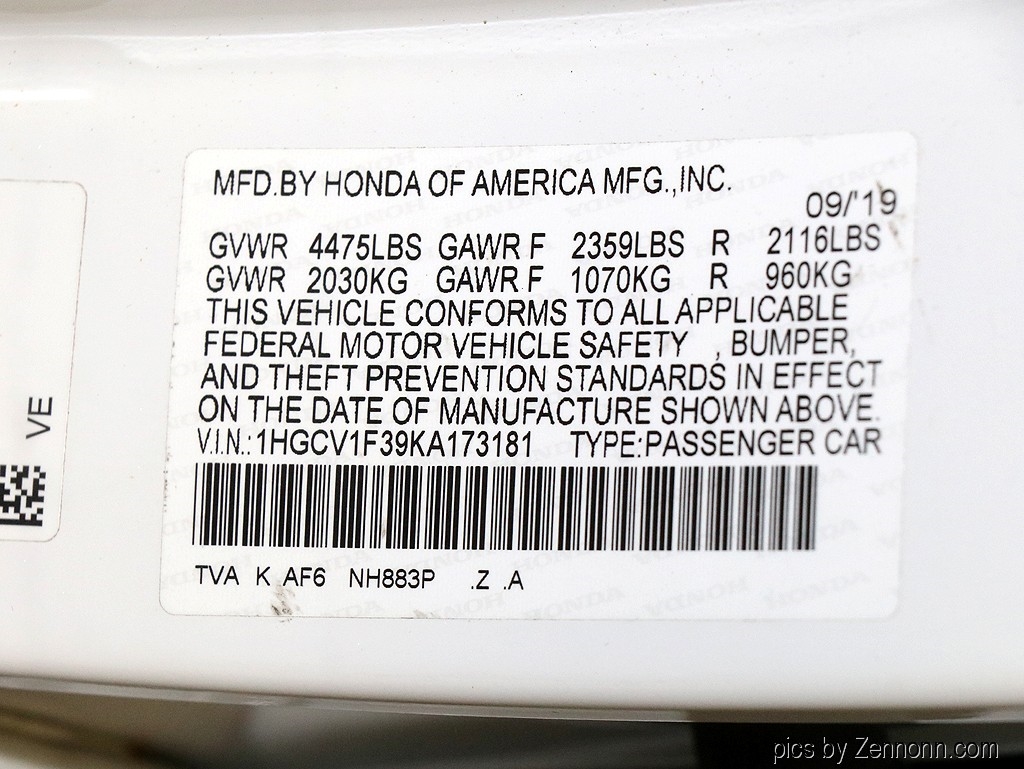 MFD.BY HONDA OF AMERICA MFG.,INC.
09/'19
GVWR 4475LBS GAWR F 2359LBS R 2116LBS
GVWR 2030KG GAWR F 1070KG R 960KG
THIS VEHICLE CONFORMS TO ALL APPLICABLE
FEDERAL MOTOR VEHICLE SAFETY , BUMPER,
AND THEFT PREVENTION STANDARDS IN EFFECT
ON THE DATE OF MANUFACTURE SHOWN ABOVE.
V.I.N.: 1HGCV1F39KA173181 TYPE:PASSENGER CAR
TVA K AF6 NH883P .Z .A
VE
pics by Zennonn.com